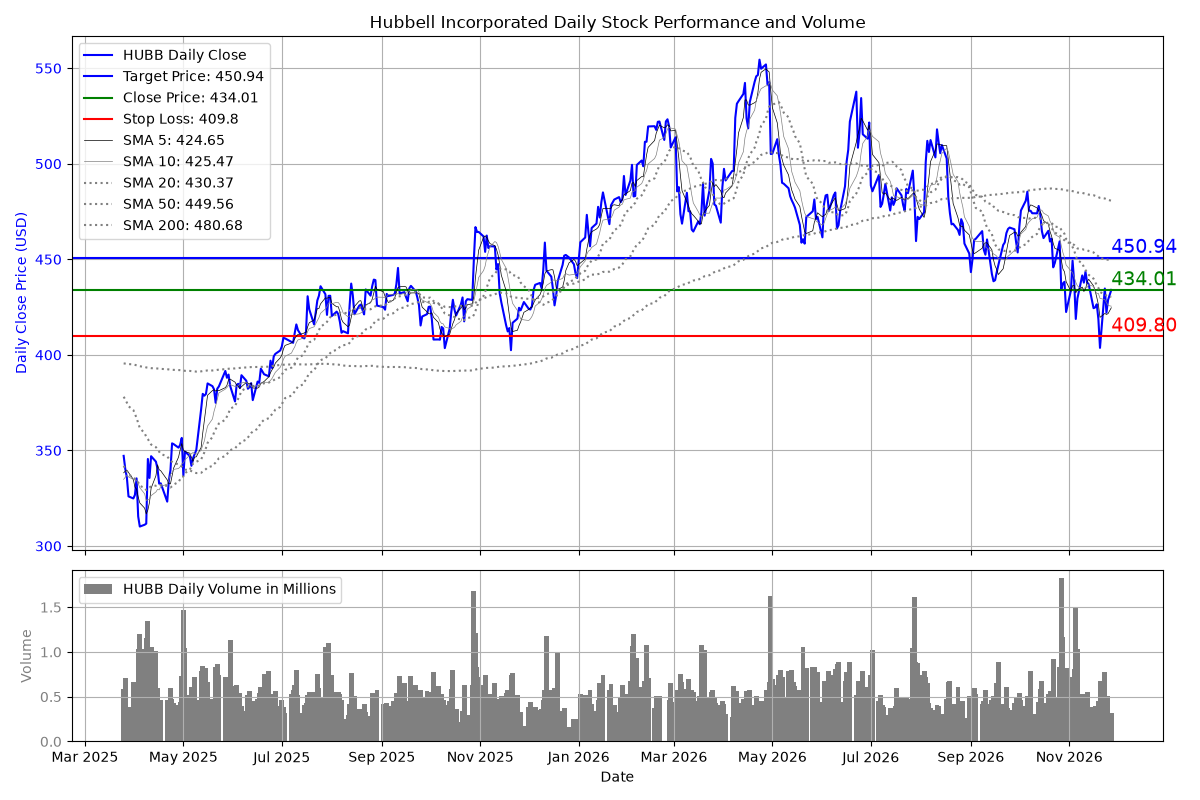 Hubbell Incorporated Daily Stock Performance and Volume
HUBB Daily Close
Target Price: 450.94
Close Price: 434.01
Stop Loss: 409.8
SMA 5: 424.65
SMA 10: 425.47
SMA 20: 430.37
SMA 50: 449.56
SMA 200: 480.68
Daily Close Price (USD)
550
500
450
400
350
300
450.94
434.01
409.80
HUBB Daily Volume in Millions
Volume
1.5
1.0
0.5
0.0
Mar 2025 May 2025 Jul 2025 Sep 2025 Nov 2025 Jan 2026 Mar 2026 May 2026 Jul 2026 Sep 2026 Nov 2026
Date